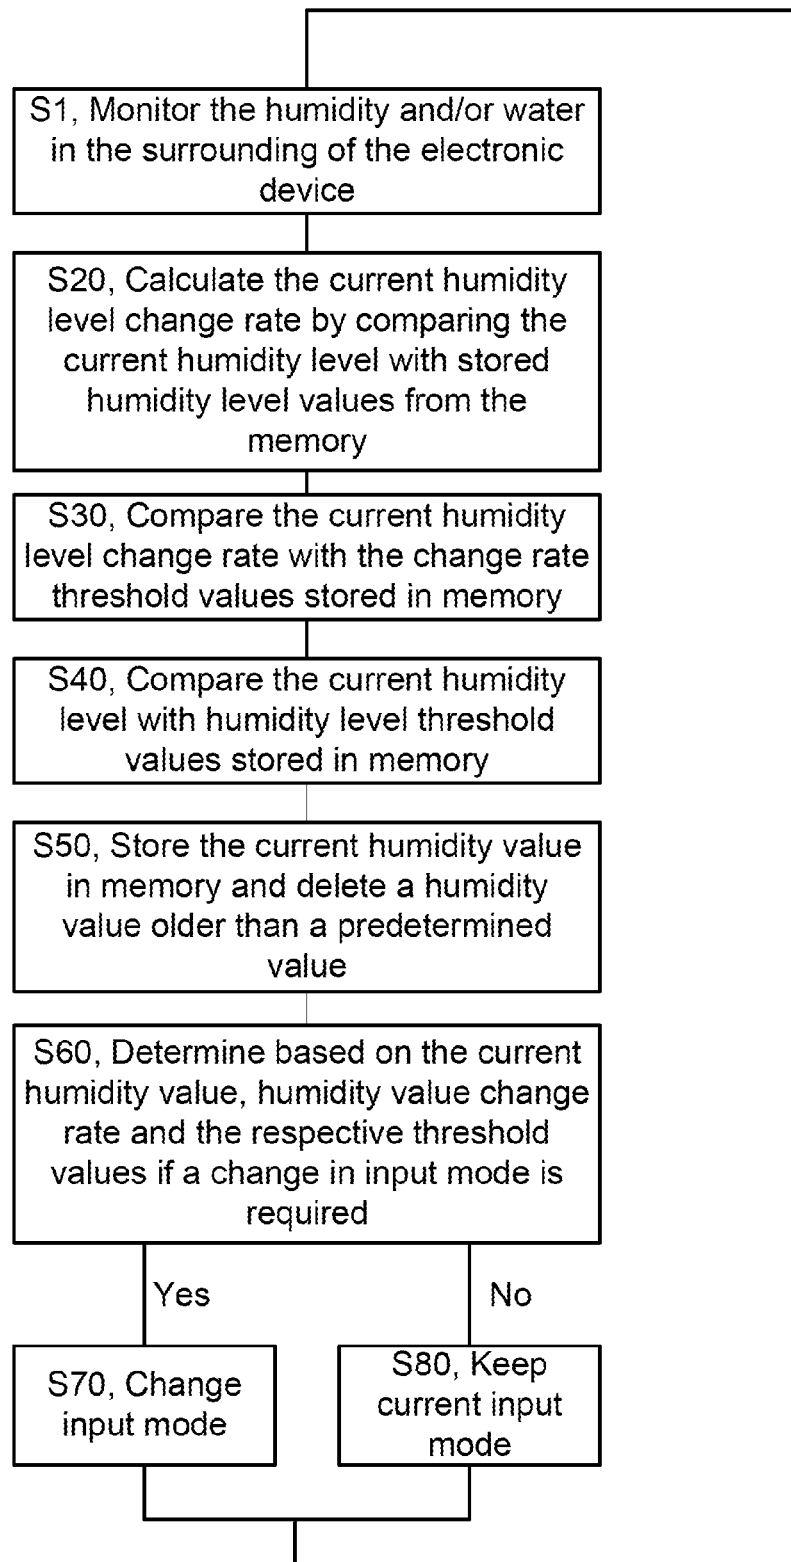 S1, Monitor the humidity and/or water
in the surrounding of the electronic
device
S20, Calculate the current humidity
level change rate by comparing the
current humidity level with stored
humidity level values from the
memory
S30, Compare the current humidity
level change rate with the change rate
threshold values stored in memory
S40, Compare the current humidity
level with humidity level threshold
values stored in memory
S50, Store the current humidity value
in memory and delete a humidity
value older than a predetermined
value
S60, Determine based on the current
humidity value, humidity value change
rate and the respective threshold
values if a change in input mode is
required
Yes
No
S70, Change
input mode
S80, Keep
current input
mode